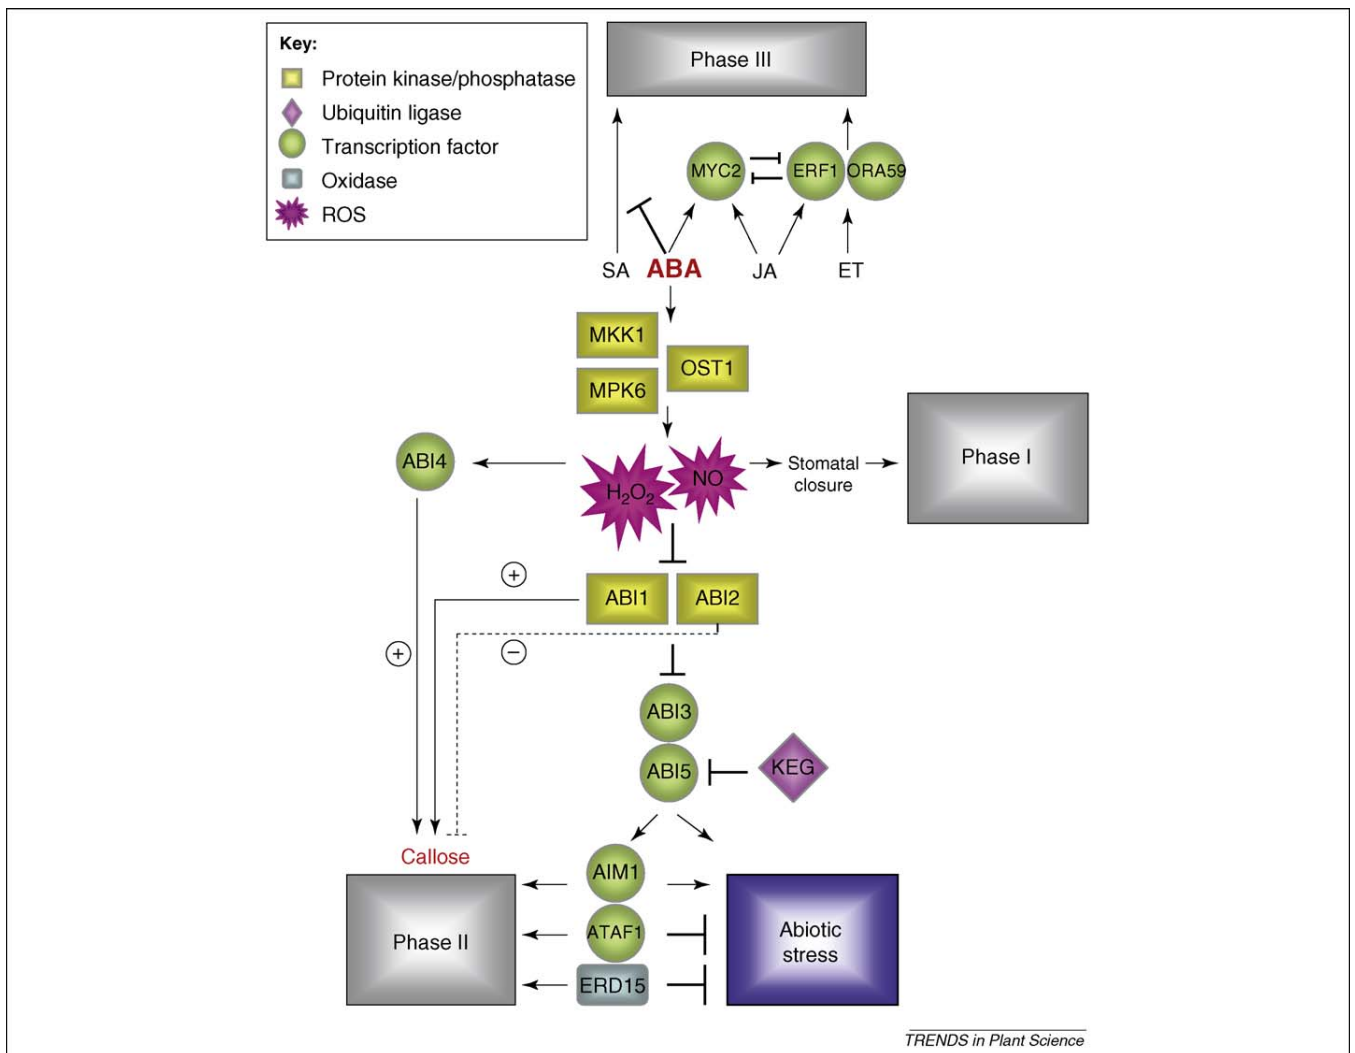 Key:
Protein kinase/phosphatase
Ubiquitin ligase
Transcription factor
Oxidase
ROS
Phase III
MYC2
ERF1
ORA59
SA
ABA
JA
ET
MKK1
OST1
MPK6
ABI4
H2O2
NO
Stomatal
closure
Phase I
+
ABI1
ABI2
+
−
ABI3
ABI5
KEG
Callose
AIM1
Phase II
ATAF1
Abiotic
stress
ERD15
TRENDS in Plant Science